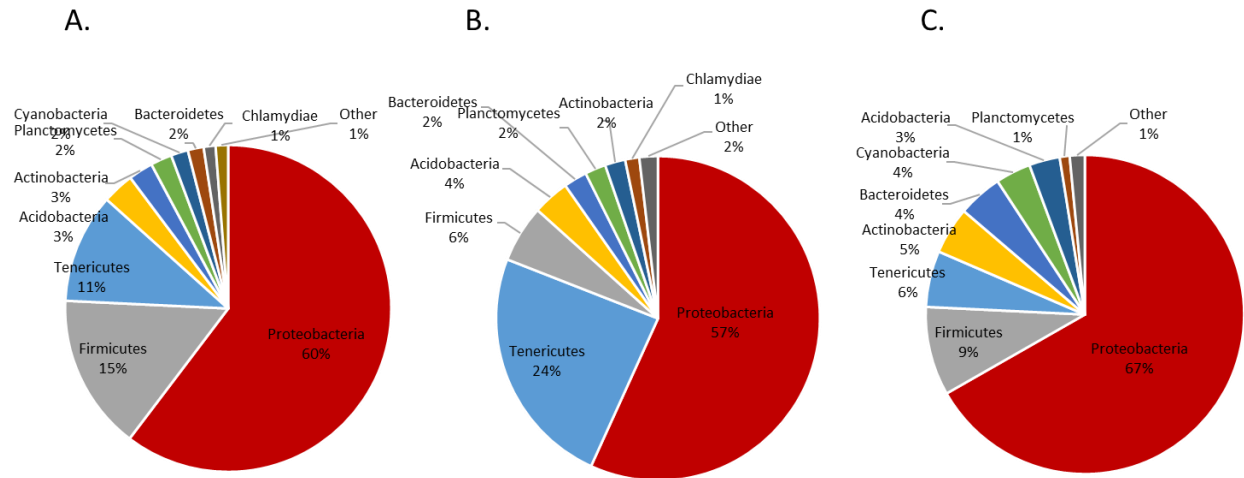 A.
B.
C.
Cyanobacteria
2%
Planctomycetes
2%
Bacteroidetes
2%
Chlamydiae
1%
Other
1%
Actinobacteria
3%
Acidobacteria
3%
Tenericutes
11%
Firmicutes
15%
Proteobacteria
60%
Bacteroidetes
2%
Planctomycetes
2%
Actinobacteria
2%
Chlamydiae
1%
Other
2%
Acidobacteria
4%
Firmicutes
6%
Tenericutes
24%
Proteobacteria
57%
Acidobacteria
3%
Planctomycetes
1%
Other
1%
Cyanobacteria
4%
Bacteroidetes
4%
Actinobacteria
5%
Tenericutes
6%
Firmicutes
9%
Proteobacteria
67%